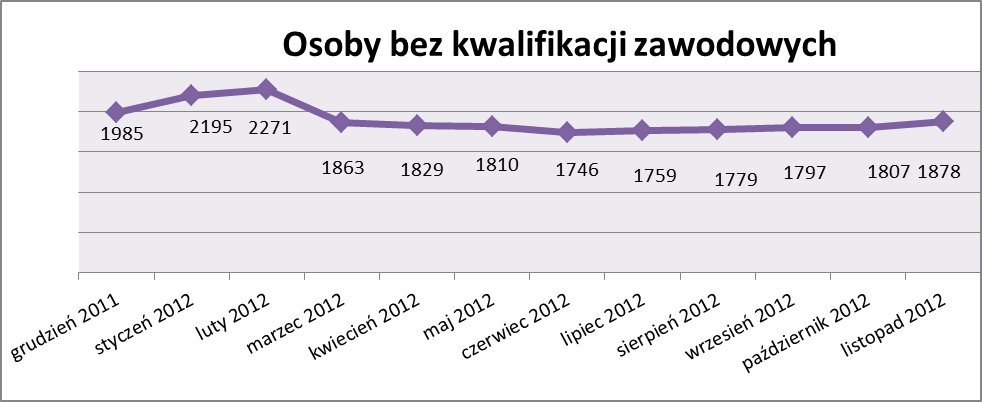 Osoby bez kwalifikacji zawodowych
1985
2195
2271
1863
1829
1810
1746
1759
1779
1797
1807
1878
grudzień 2011
styczeń 2012
luty 2012
marzec 2012
kwiecień 2012
maj 2012
czerwiec 2012
lipiec 2012
sierpień 2012
wrzesień 2012
październik 2012
listopad 2012